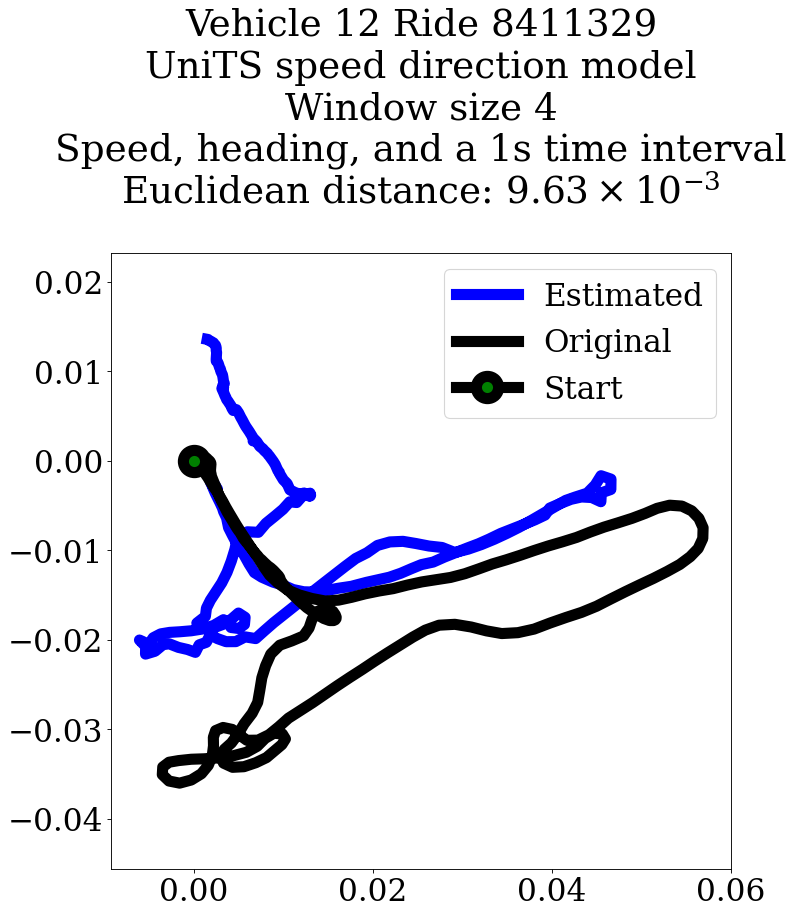 Vehicle 12 Ride 8411329
UniTS speed direction model
Window size 4
Speed, heading, and a 1s time interval
Euclidean distance: 9.63 × 10⁻³
Estimated
Original
Start
0.02
0.01
0.00
−0.01
−0.02
−0.03
−0.04
0.00 0.02 0.04 0.06